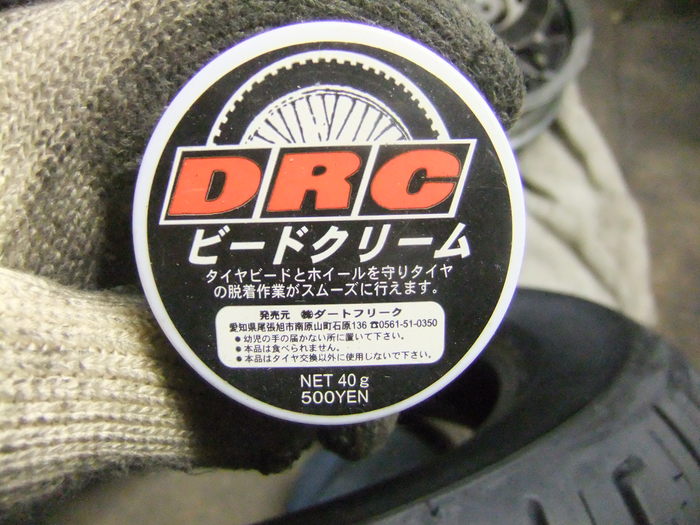 DRC
ビードクリーム
タイヤビードとホイールを守りタイヤ
の脱着作業がスムーズに行えます。
発売元 ㈱ダートフリーク
愛知県尾張旭市南原山町石原136 ☎0561-51-0350
●幼児の手の届かない所に置いて下さい。
●本品は食べられません。
●本品はタイヤ交換以外に使用しないで下さい。
NET 40g
500YEN